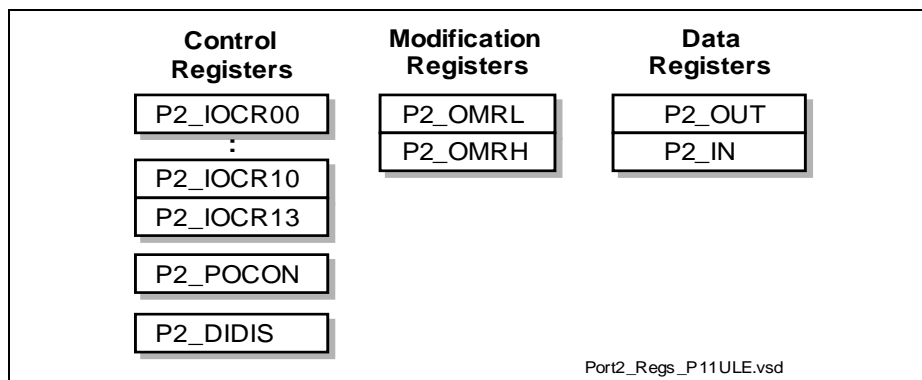 Control
Registers
Modification
Registers
Data
Registers
P2_IOCR00
:
P2_IOCR10
P2_IOCR13
P2_POCON
P2_DIDIS
P2_OMRL
P2_OMRH
P2_OUT
P2_IN
Port2_Regs_P11ULE.vsd